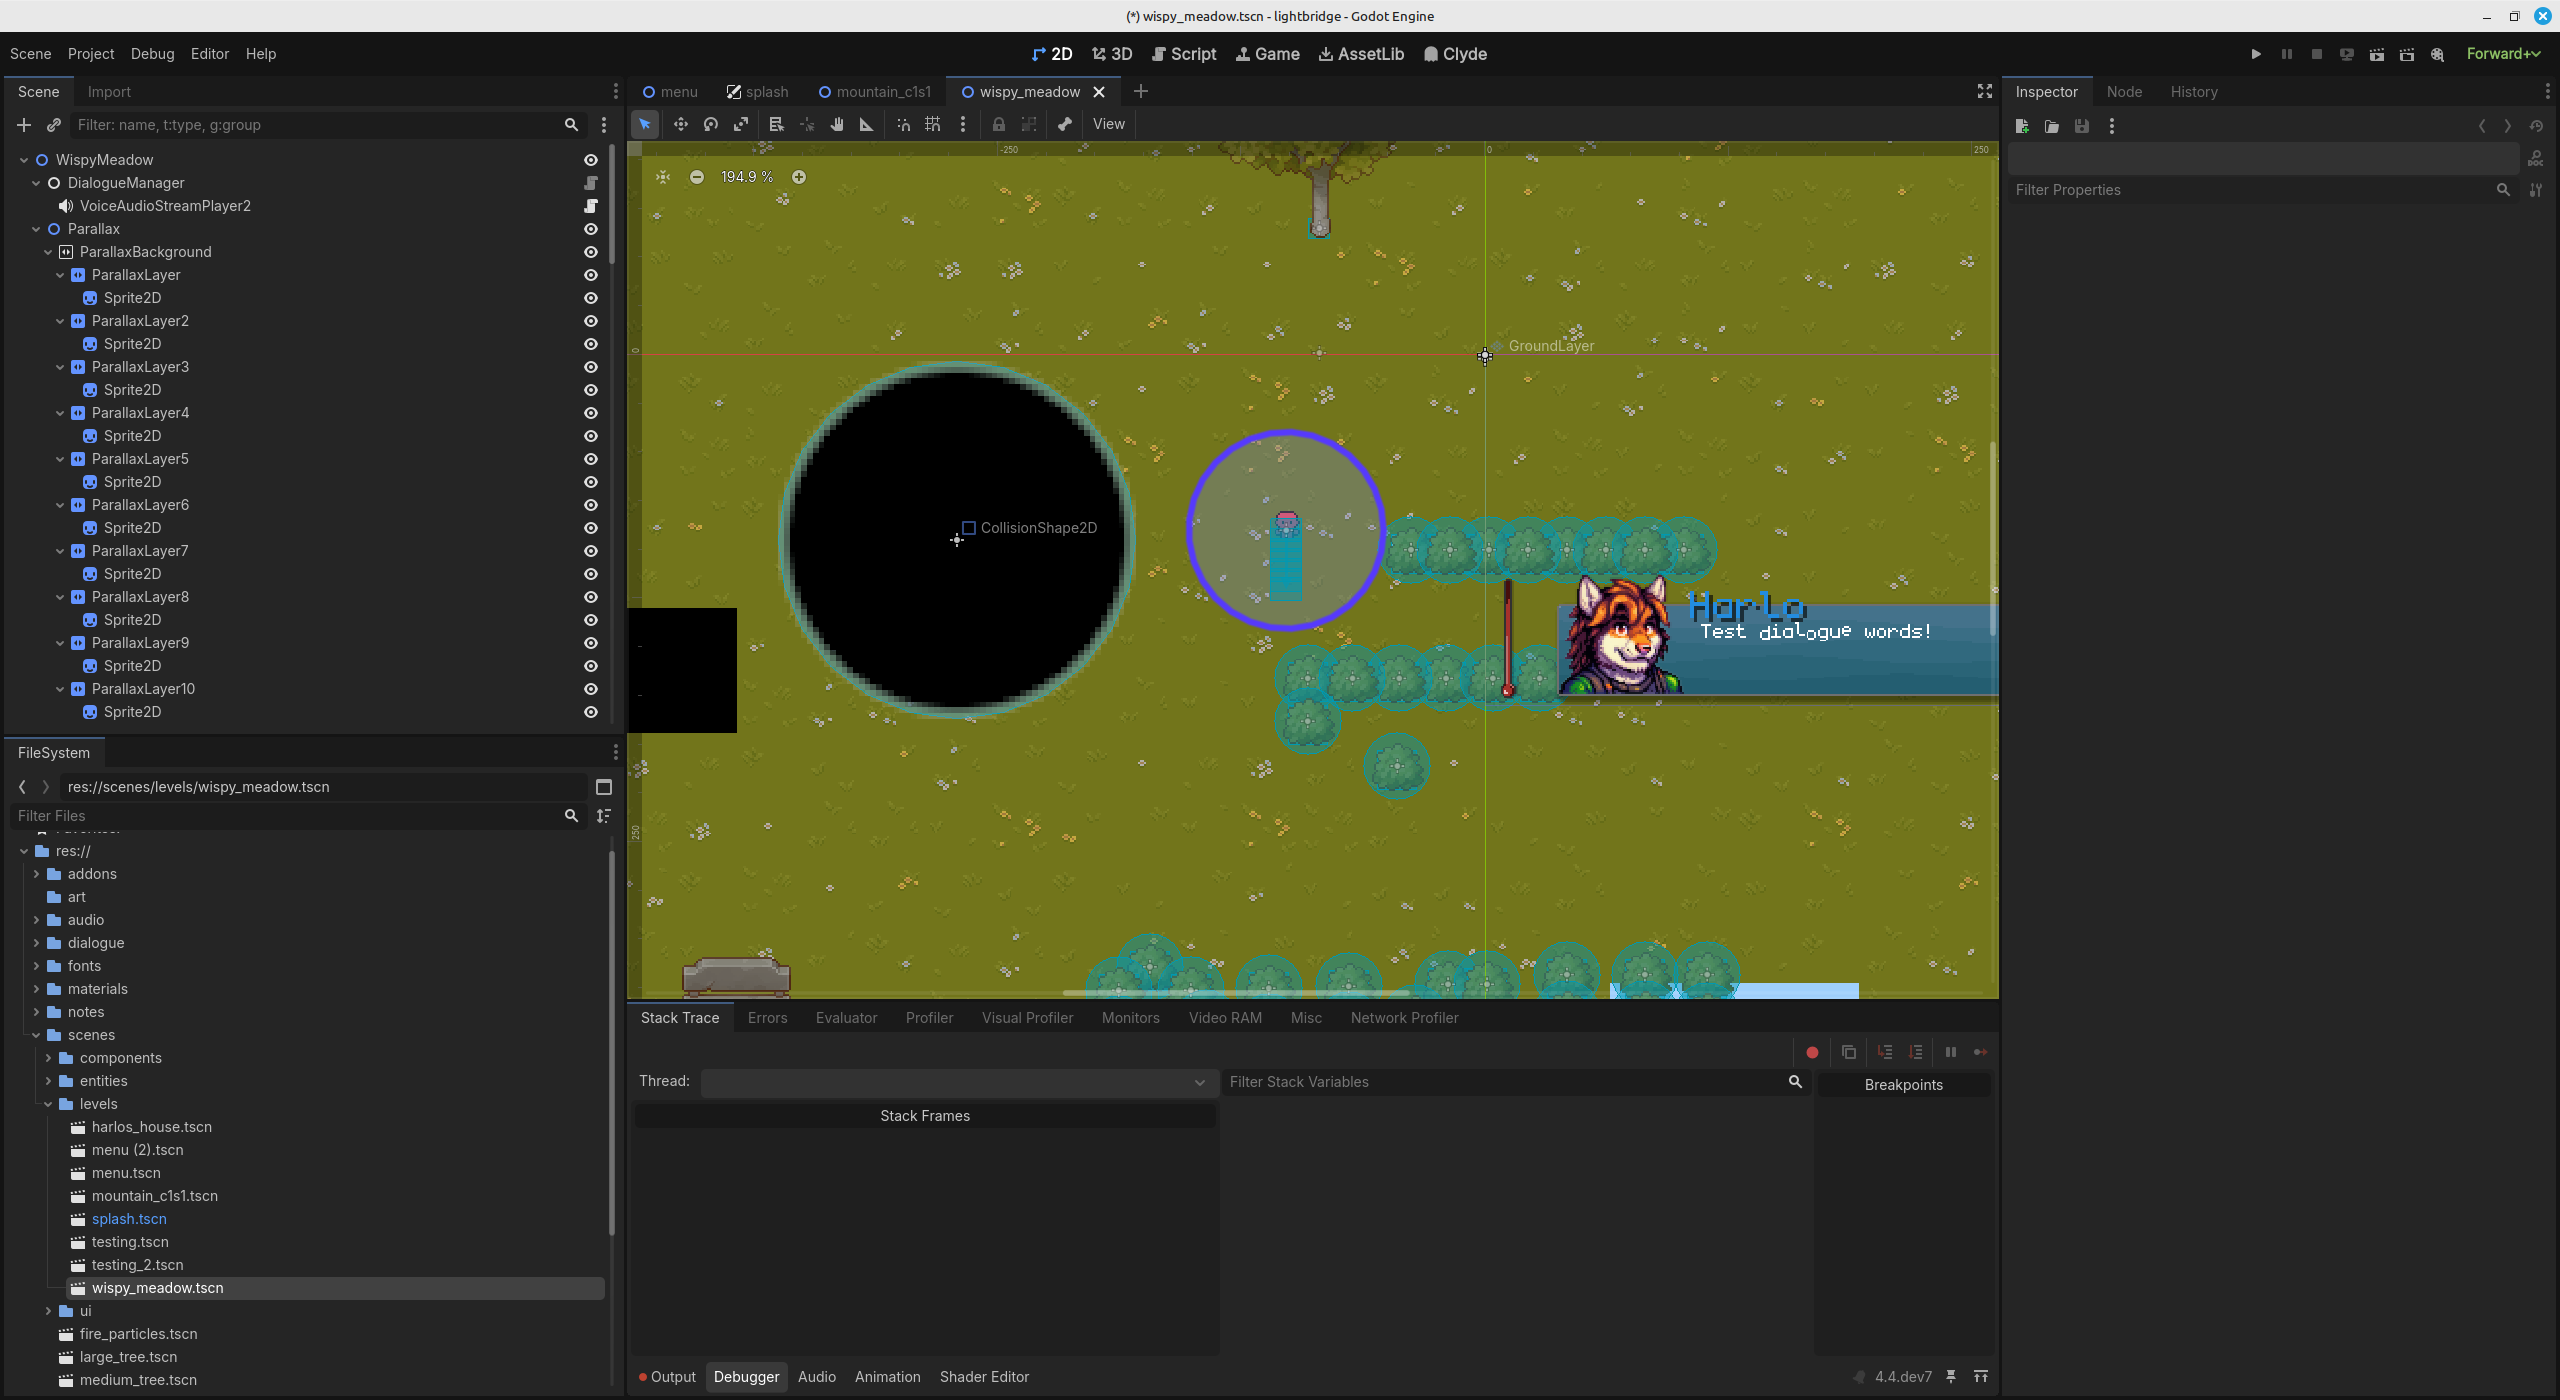 (*) wispy_meadow.tscn - lightbridge - Godot Engine
Scene Project Debug Editor Help
2D 3D Script Game AssetLib Clyde
Forward+
Scene Import
Filter: name, t:type, g:group
WispyMeadow
DialogueManager
VoiceAudioStreamPlayer2
Parallax
ParallaxBackground
ParallaxLayer
Sprite2D
ParallaxLayer2
Sprite2D
ParallaxLayer3
Sprite2D
ParallaxLayer4
Sprite2D
ParallaxLayer5
Sprite2D
ParallaxLayer6
Sprite2D
ParallaxLayer7
Sprite2D
ParallaxLayer8
Sprite2D
ParallaxLayer9
Sprite2D
ParallaxLayer10
Sprite2D
FileSystem
res://scenes/levels/wispy_meadow.tscn
Filter Files
res://
addons
art
audio
dialogue
fonts
materials
notes
scenes
components
entities
levels
harlos_house.tscn
menu (2).tscn
menu.tscn
mountain_c1s1.tscn
splash.tscn
testing.tscn
testing_2.tscn
wispy_meadow.tscn
ui
fire_particles.tscn
large_tree.tscn
medium_tree.tscn
menu splash mountain_c1s1 wispy_meadow
View
-250 0 250
194.9 %
0
GroundLayer
CollisionShape2D
Harlo
Test dialogue words!
250
Stack Trace Errors Evaluator Profiler Visual Profiler Monitors Video RAM Misc Network Profiler
Thread:
Filter Stack Variables
Breakpoints
Stack Frames
Output Debugger Audio Animation Shader Editor
4.4.dev7
Inspector Node History
Filter Properties